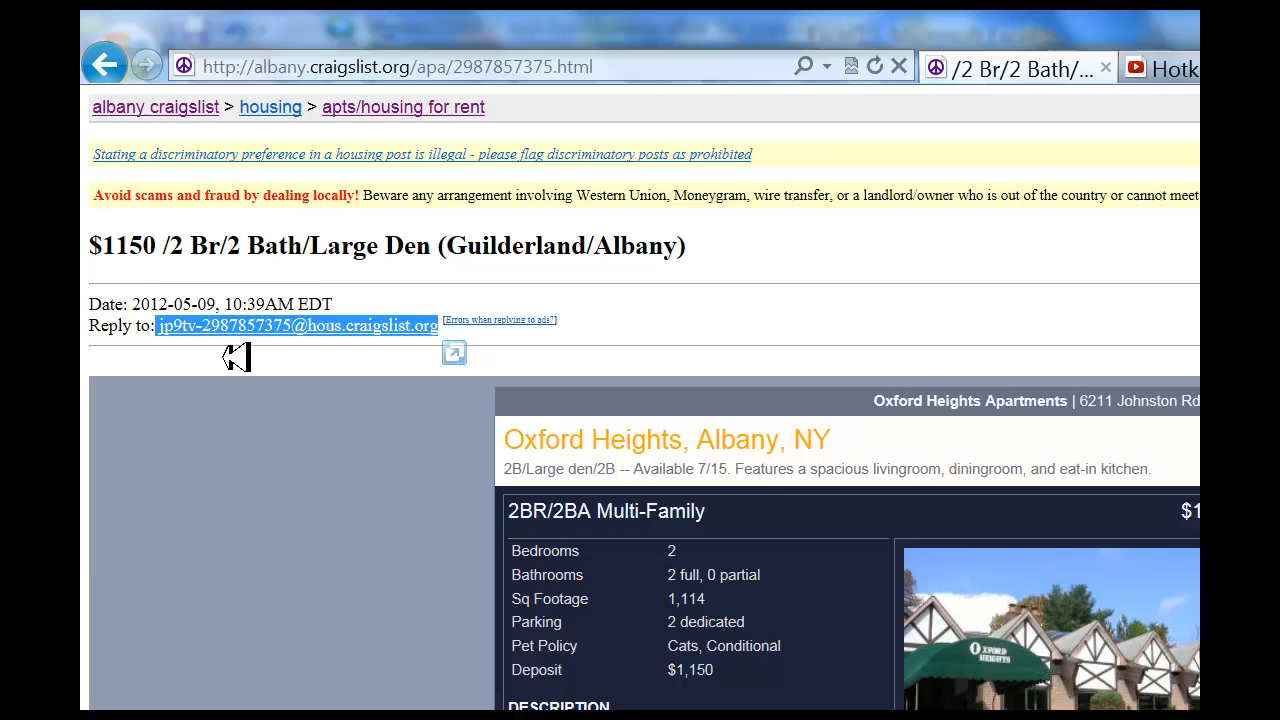 http://albany.craigslist.org/apa/2987857375.html
/2 Br/2 Bath/...
Hotk
albany craigslist > housing > apts/housing for rent
Stating a discriminatory preference in a housing post is illegal - please flag discriminatory posts as prohibited
Avoid scams and fraud by dealing locally! Beware any arrangement involving Western Union, Moneygram, wire transfer, or a landlord/owner who is out of the country or cannot meet
$1150 /2 Br/2 Bath/Large Den (Guilderland/Albany)
Date: 2012-05-09, 10:39AM EDT
Reply to: jp9tv-2987857375@hous.craigslist.org [Errors when replying to ads?]
Oxford Heights Apartments | 6211 Johnston Rd
Oxford Heights, Albany, NY
2B/Large den/2B -- Available 7/15. Features a spacious livingroom, diningroom, and eat-in kitchen.
2BR/2BA Multi-Family $1
Bedrooms 2
Bathrooms 2 full, 0 partial
Sq Footage 1,114
Parking 2 dedicated
Pet Policy Cats, Conditional
Deposit $1,150
OXFORD
HEIGHTS
DESCRIPTION